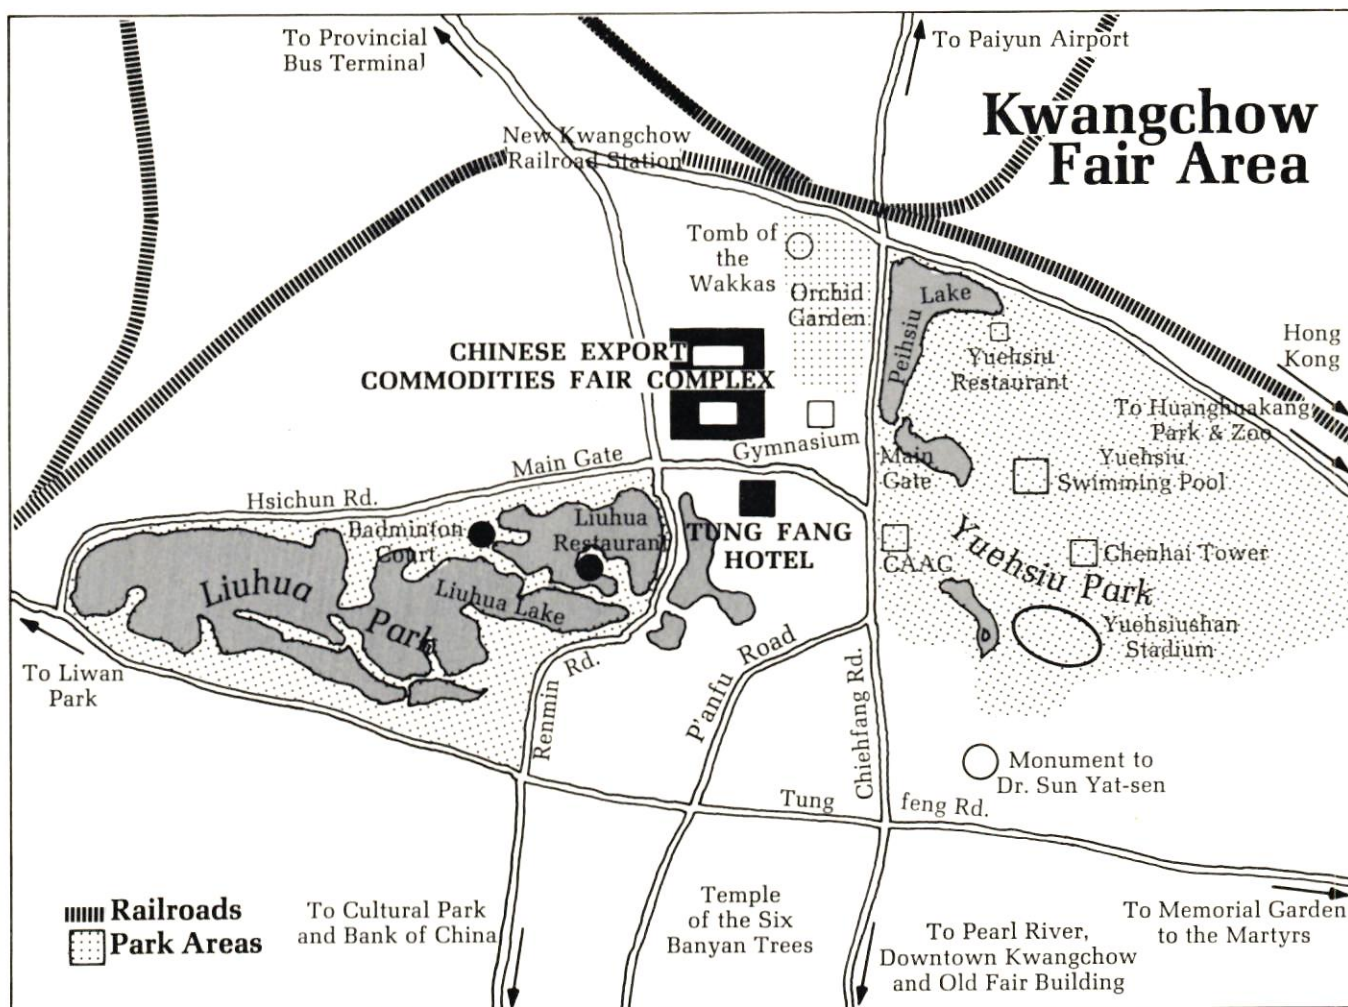 To Provincial
Bus Terminal
To Paiyun Airport
Kwangchow
Fair Area
New Kwangchow
Railroad Station
Tomb of
the
Wakkas
Orchid
Garden
Peihsiu Lake
Yuehsiu
Restaurant
Hong
Kong
CHINESE EXPORT
COMMODITIES FAIR COMPLEX
To Huanghuakang
Park & Zoo
Gymnasium
Main Gate
Main
Gate
Yuehsiu
Swimming Pool
Hsichun Rd.
Badminton
Court
Liuhua
Restaurant
TUNG FANG
HOTEL
CAAC
Chenhai Tower
Yuehsiu Park
Liuhua Park
Liuhua Lake
Yuehsiushan
Stadium
To Liwan
Park
Renmin Rd.
P'anfu Road
Chiehfang Rd.
Monument to
Dr. Sun Yat-sen
Tung feng Rd.
Railroads
Park Areas
To Cultural Park
and Bank of China
Temple
of the Six
Banyan Trees
To Pearl River,
Downtown Kwangchow
and Old Fair Building
To Memorial Garden
to the Martyrs